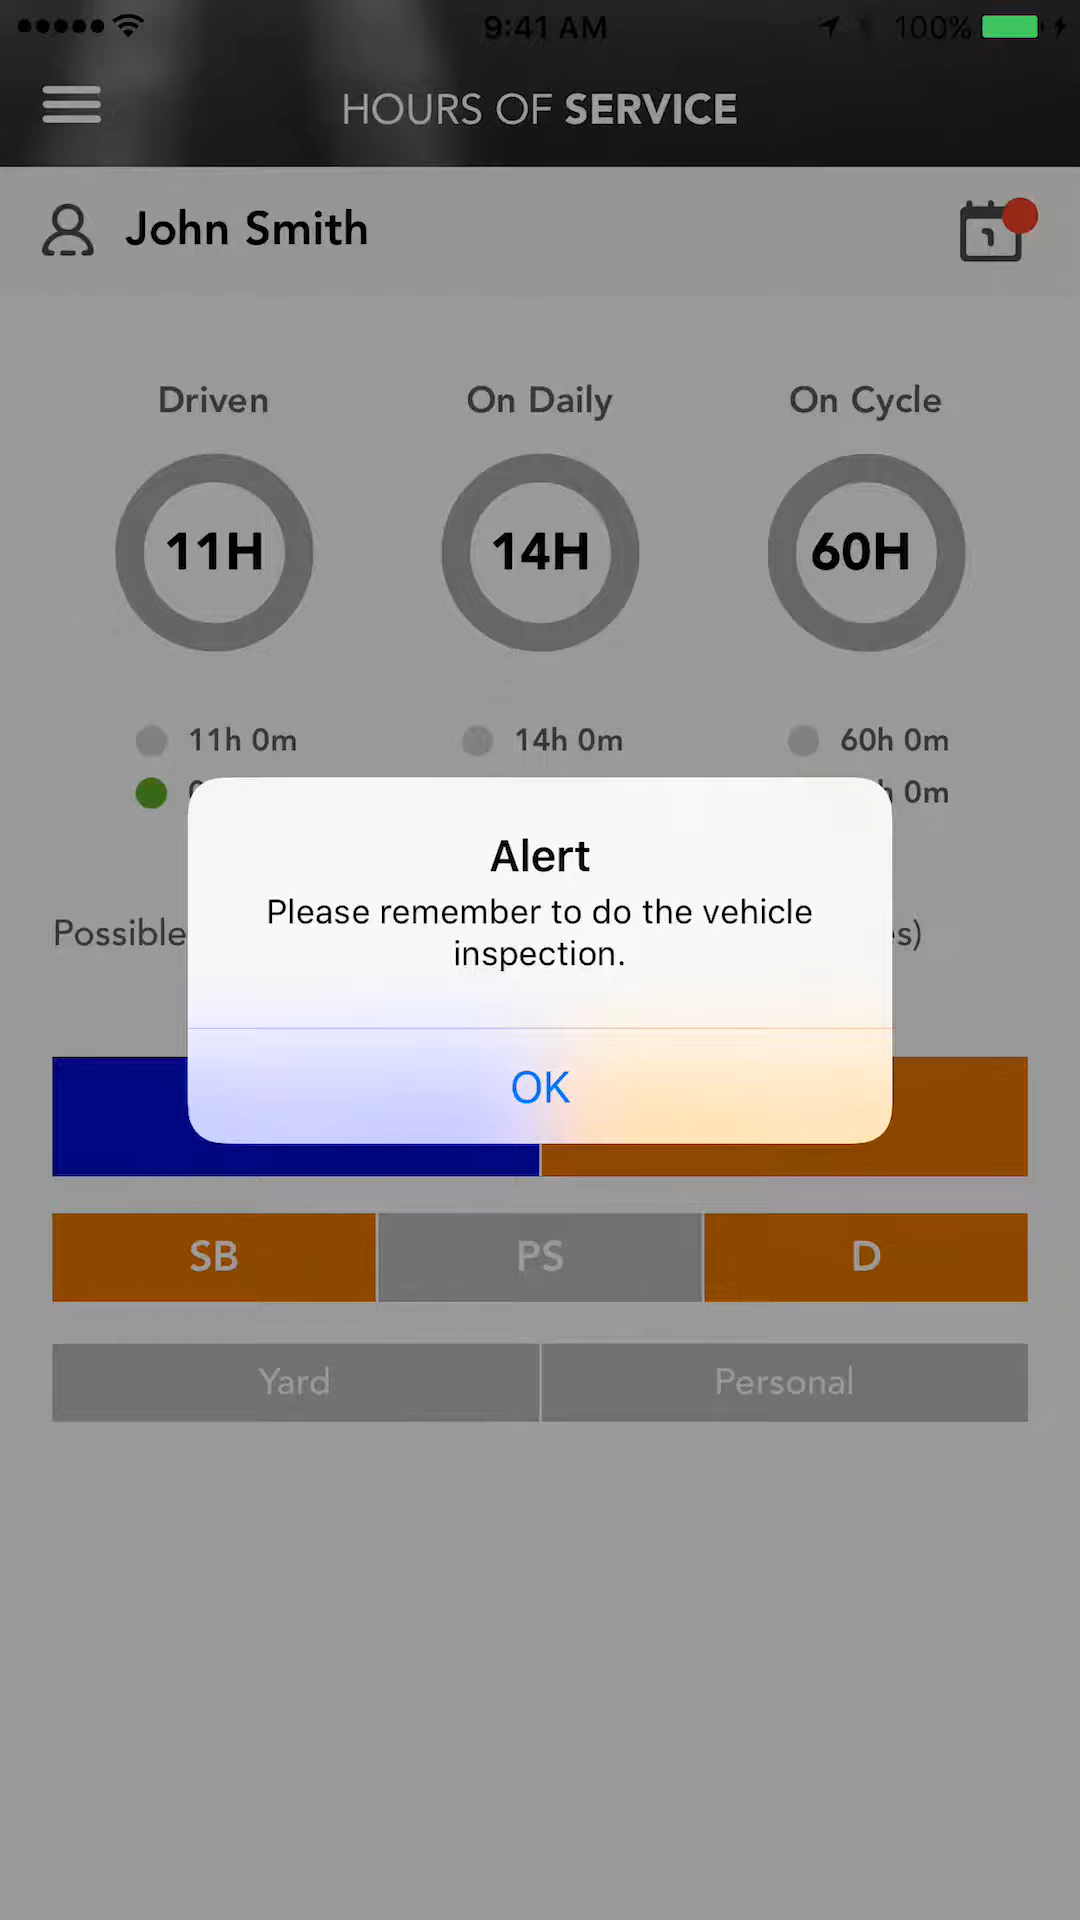 9:41 AM
100%
HOURS OF SERVICE
John Smith
Driven
On Daily
On Cycle
11H
14H
60H
11h 0m
14h 0m
60h 0m
0m
Alert
Please remember to do the vehicle
inspection.
Possible
OK
SB
PS
D
Yard
Personal